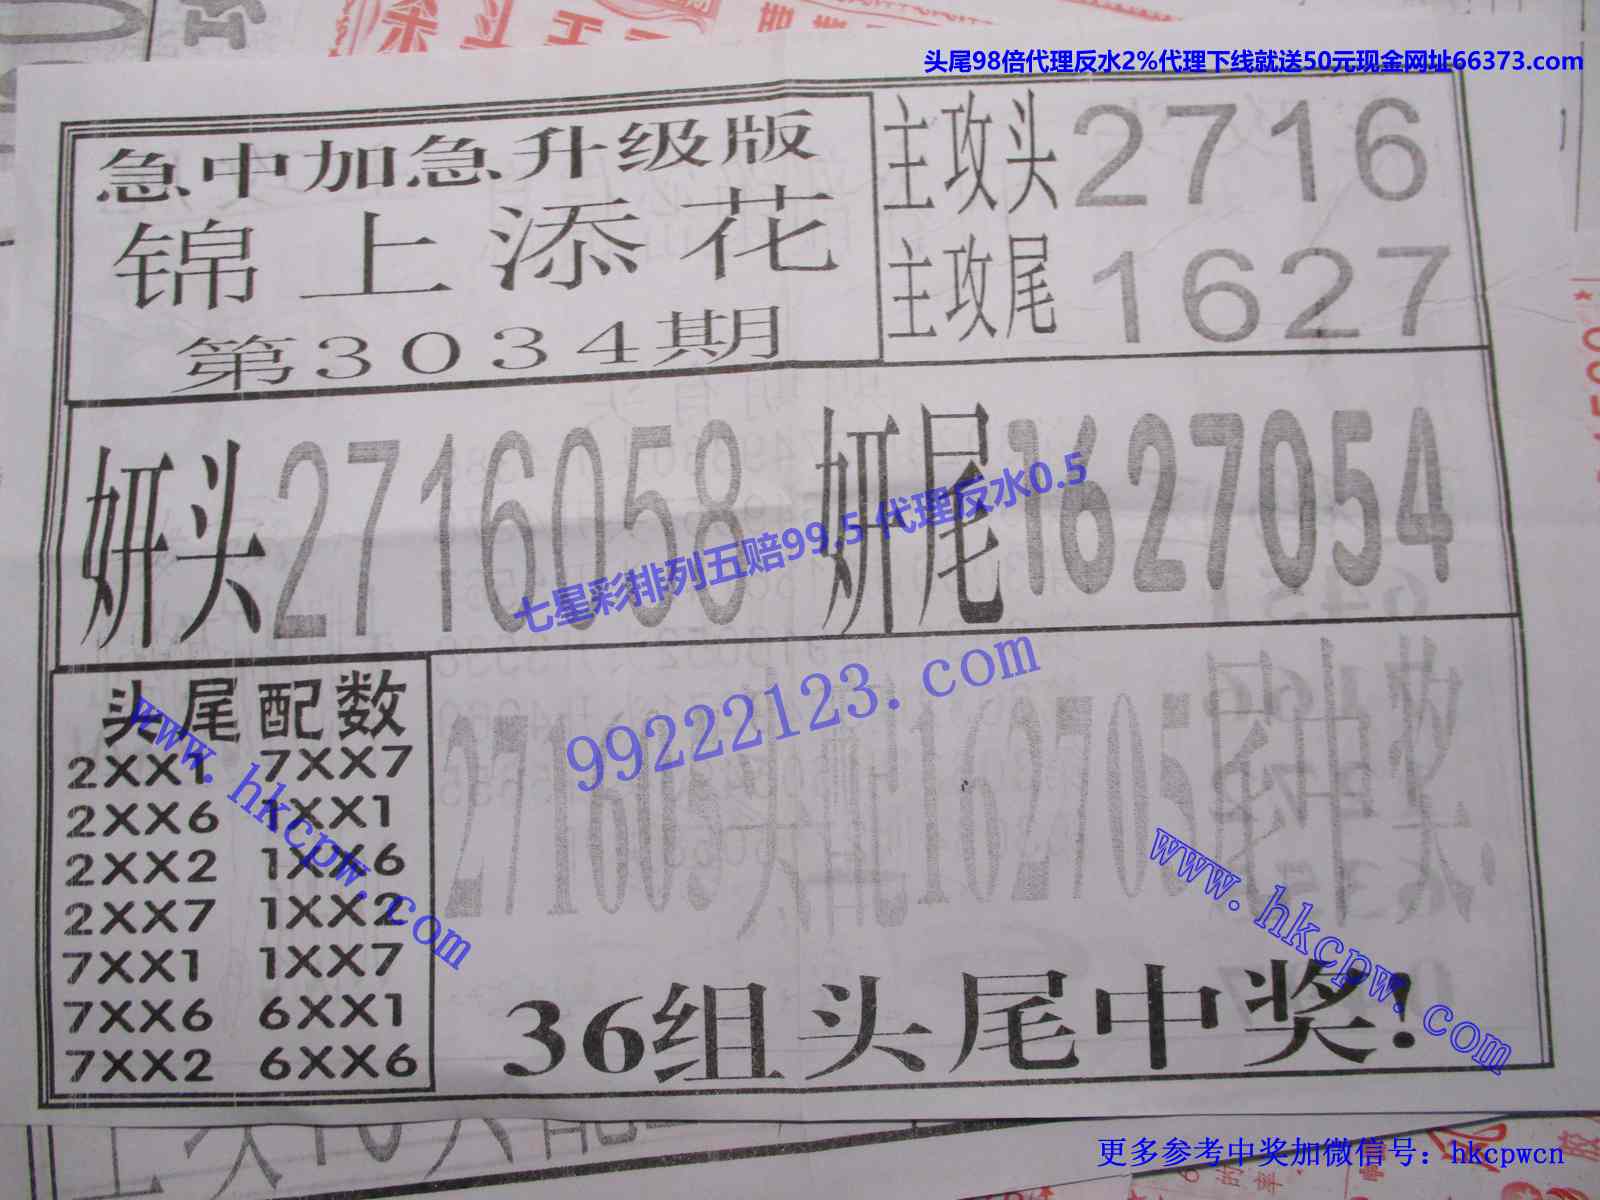 头尾98倍代理反水2%代理下线就送50元现金网址66373.com
急中加急升级版
锦上添花
第3034期
主攻头2716
主攻尾1627
妍头2716058
妍尾1627054
七星彩排列五赔99.5 代理反水0.5
99222123.com
头尾配数
2XX1 7XX7
2XX6 1XX1
2XX2 1XX6
2XX7 1XX2
7XX1 1XX7
7XX6 6XX1
7XX2 6XX6
271605头配162705尾中奖
36组头尾中奖!
www.hkcpw.com
www.hkcpw.com
更多参考中奖加微信号：hkcpwcn